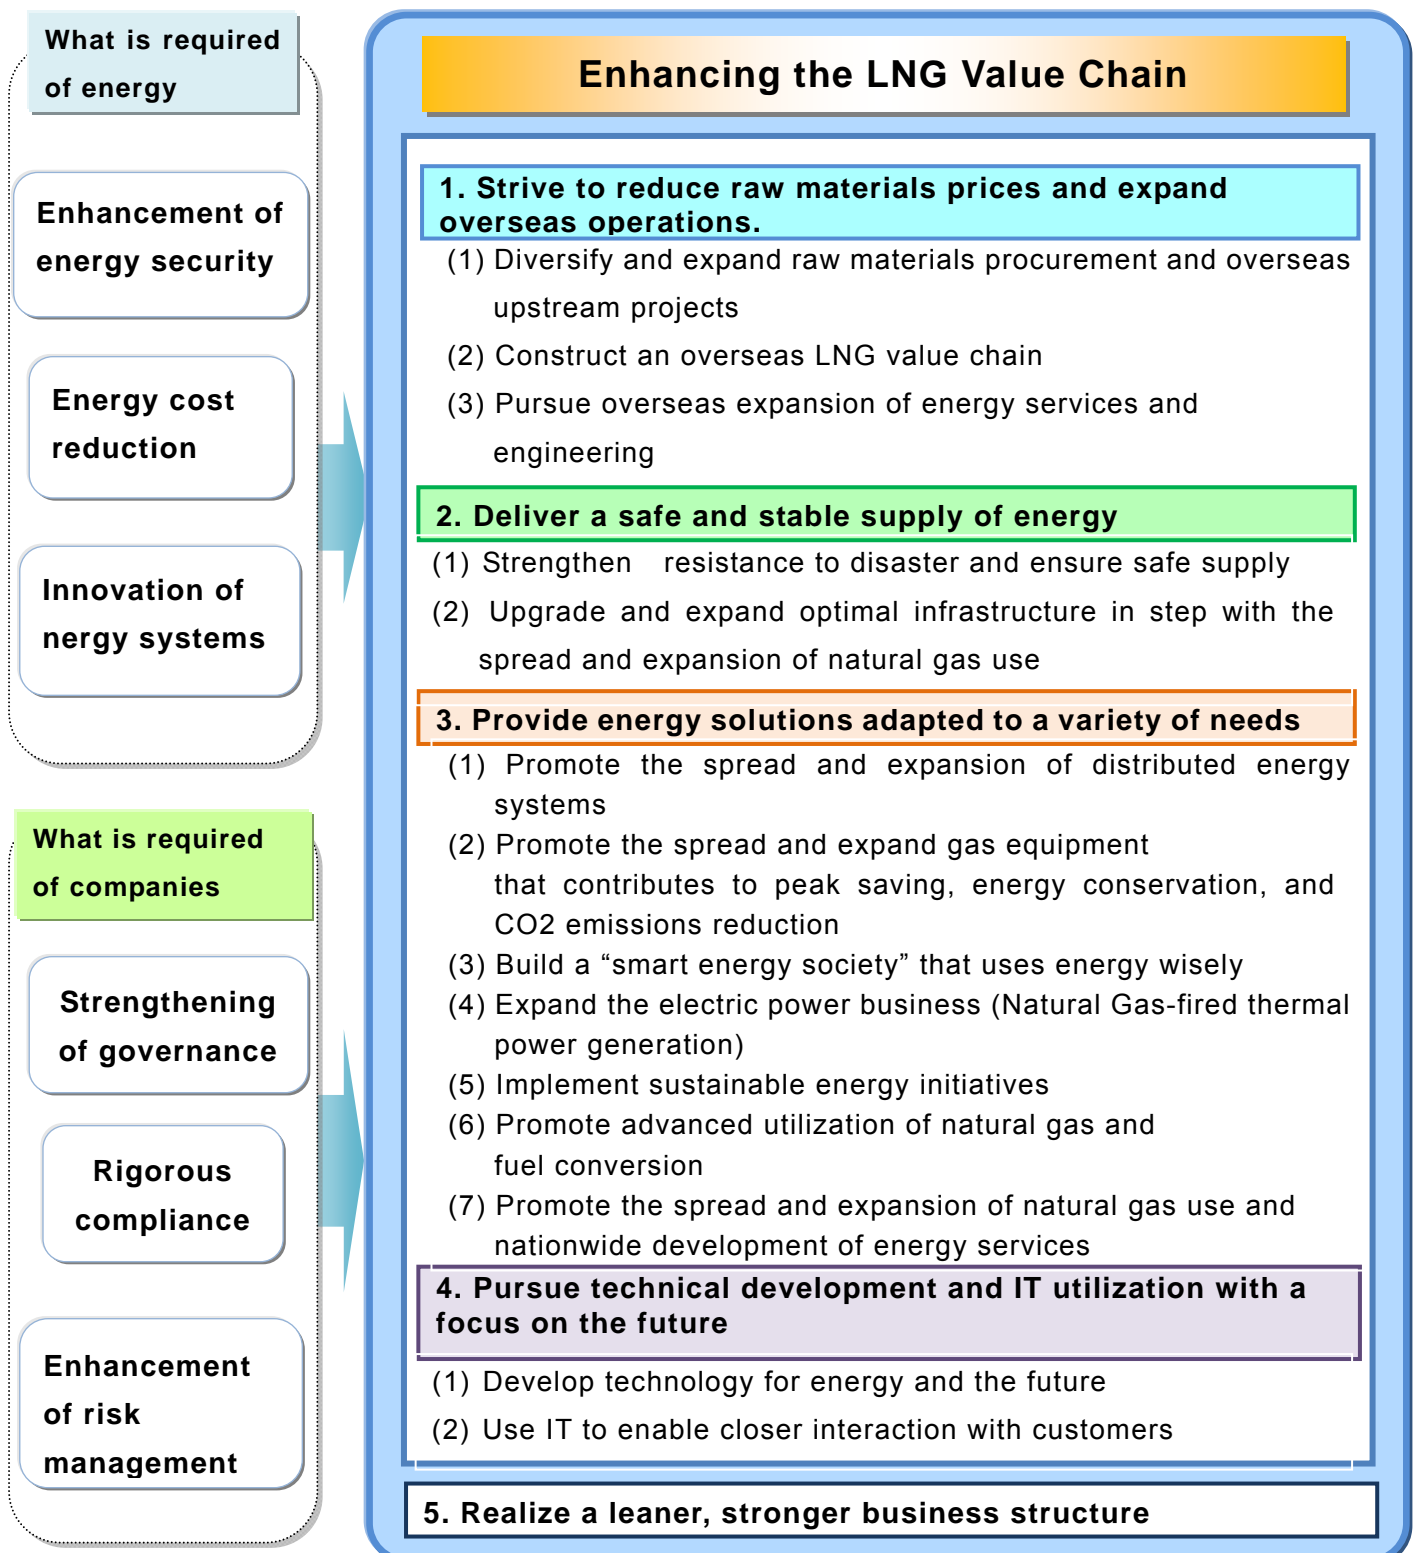 What is required
of energy
Enhancement of
energy security
Energy cost
reduction
Innovation of
nergy systems
What is required
of companies
Strengthening
of governance
Rigorous
compliance
Enhancement
of risk
management
Enhancing the LNG Value Chain
1. Strive to reduce raw materials prices and expand
overseas operations.
(1) Diversify and expand raw materials procurement and overseas
upstream projects
(2) Construct an overseas LNG value chain
(3) Pursue overseas expansion of energy services and
engineering
2. Deliver a safe and stable supply of energy
(1) Strengthen resistance to disaster and ensure safe supply
(2) Upgrade and expand optimal infrastructure in step with the
spread and expansion of natural gas use
3. Provide energy solutions adapted to a variety of needs
(1) Promote the spread and expansion of distributed energy
systems
(2) Promote the spread and expand gas equipment
that contributes to peak saving, energy conservation, and
CO2 emissions reduction
(3) Build a “smart energy society” that uses energy wisely
(4) Expand the electric power business (Natural Gas-fired thermal
power generation)
(5) Implement sustainable energy initiatives
(6) Promote advanced utilization of natural gas and
fuel conversion
(7) Promote the spread and expansion of natural gas use and
nationwide development of energy services
4. Pursue technical development and IT utilization with a
focus on the future
(1) Develop technology for energy and the future
(2) Use IT to enable closer interaction with customers
5. Realize a leaner, stronger business structure